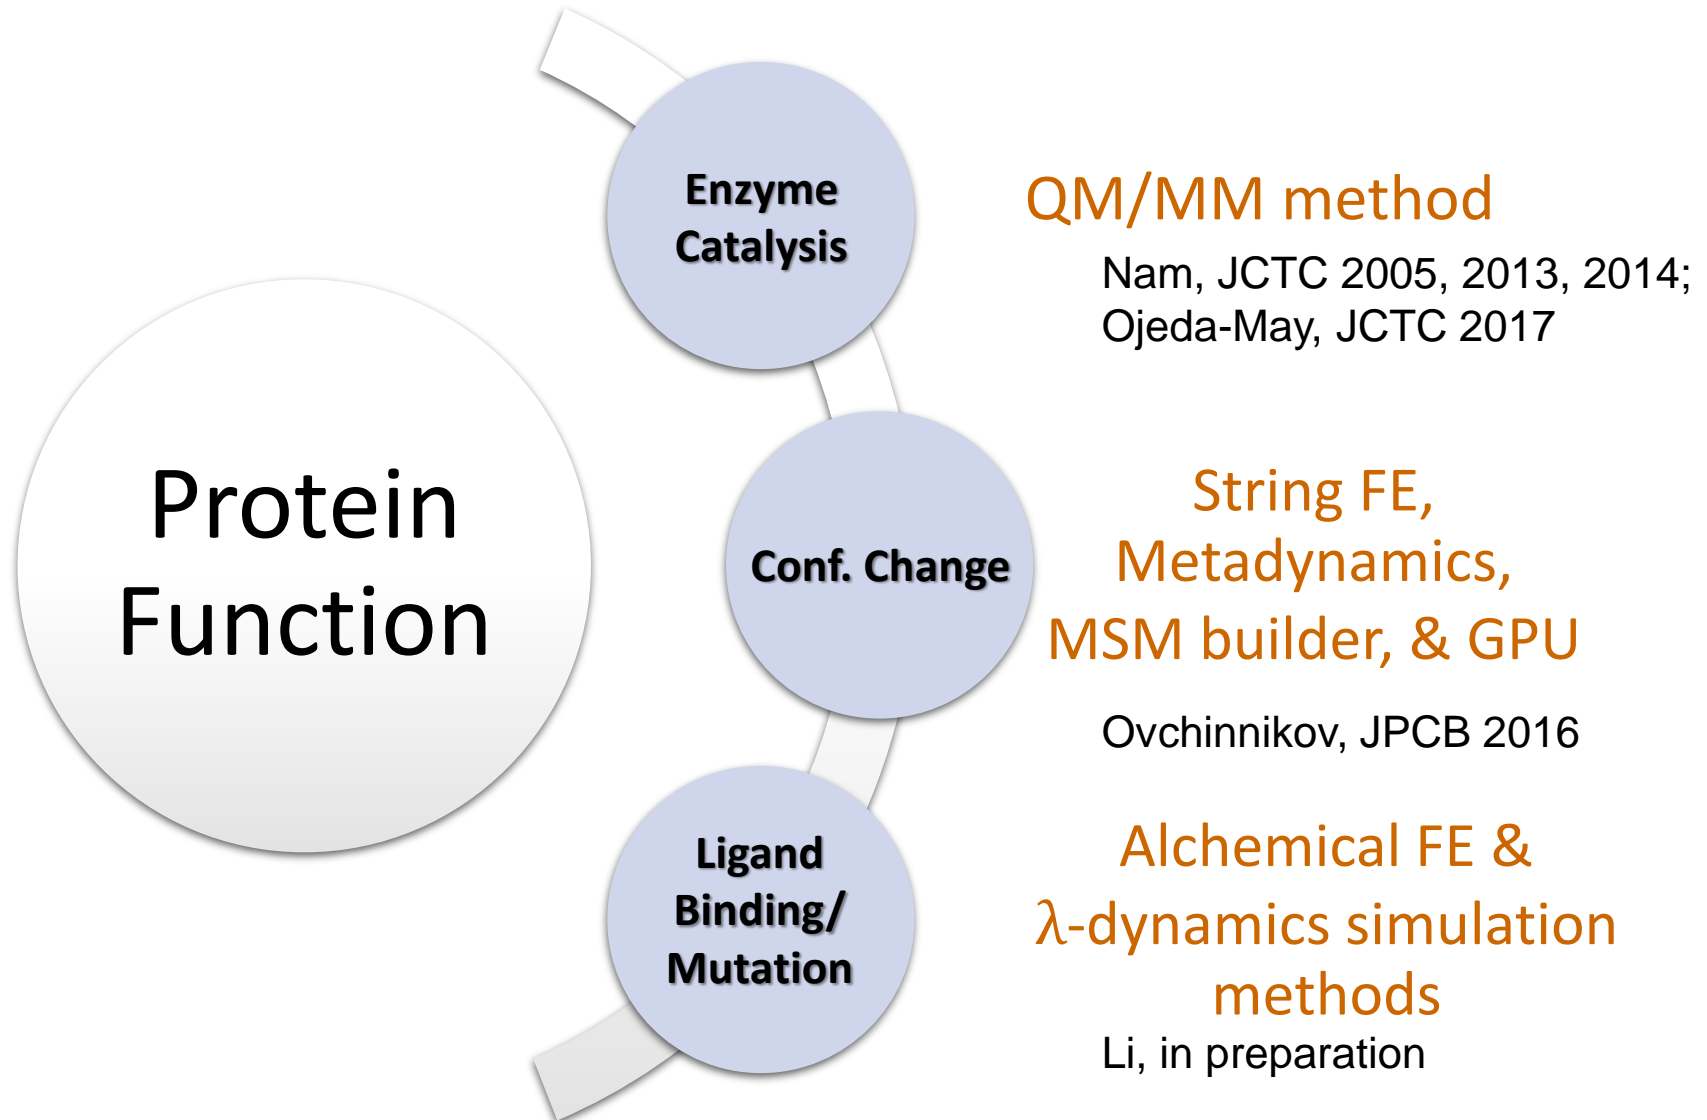 Protein
Function
Enzyme
Catalysis
QM/MM method
Nam, JCTC 2005, 2013, 2014;
Ojeda-May, JCTC 2017
Conf. Change
String FE,
Metadynamics,
MSM builder, & GPU
Ovchinnikov, JPCB 2016
Ligand
Binding/
Mutation
Alchemical FE &
λ-dynamics simulation
methods
Li, in preparation